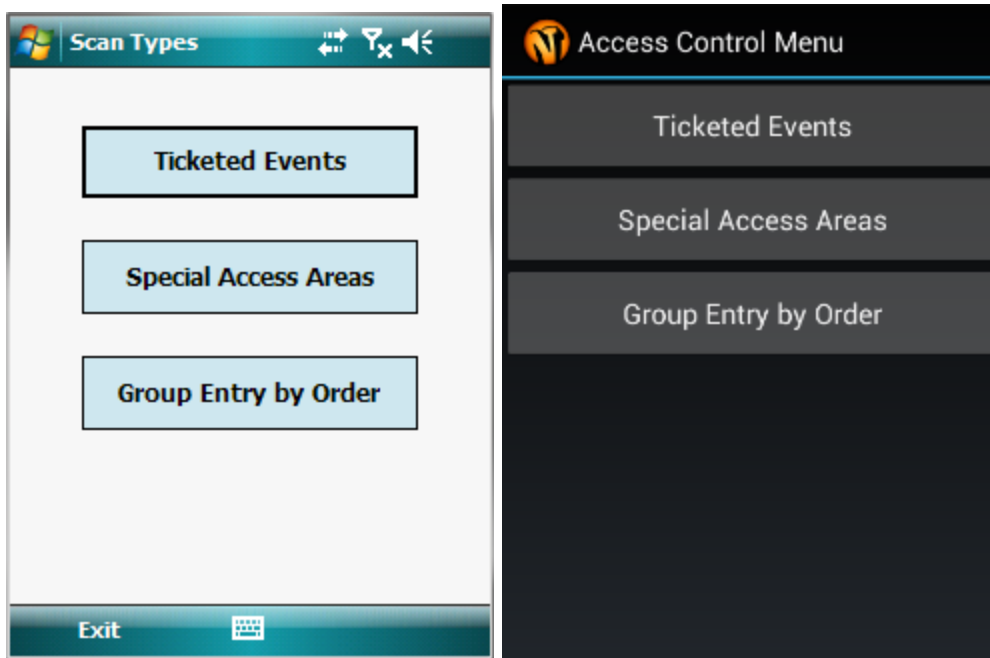 Scan Types
Ticketed Events
Special Access Areas
Group Entry by Order
Exit
Access Control Menu
Ticketed Events
Special Access Areas
Group Entry by Order